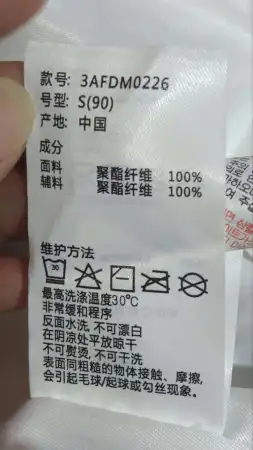 款号: 3AFDM0226
号型: S(90)
产地: 中国
成分
面料 聚酯纤维 100%
辅料 聚酯纤维 100%
维护方法
30
最高洗涤温度30℃
非常缓和程序
反面水洗, 不可漂白
在阴凉处平放晾干
不可熨烫, 不可干洗
表面同粗糙的物体接触、摩擦,
会引起毛球/起球或勾丝现象。